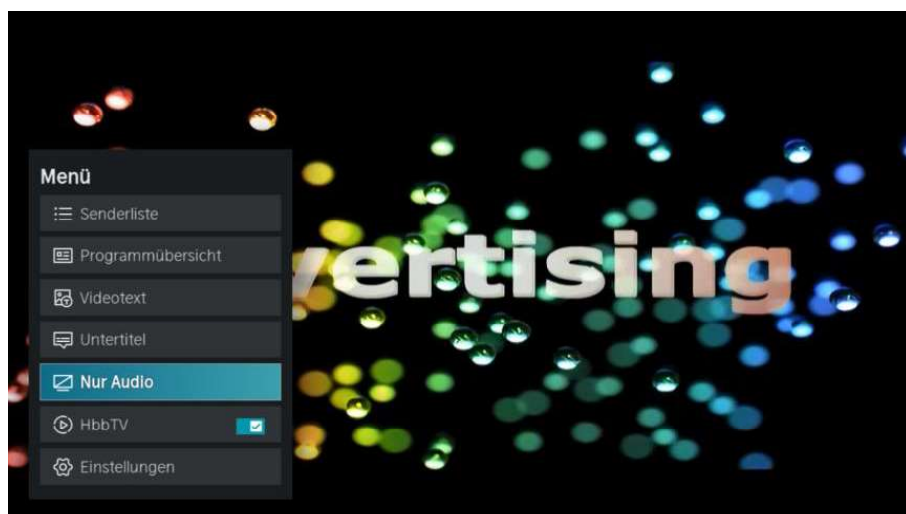 Menü
Senderliste
Programmübersicht
Videotext
Untertitel
Nur Audio
HbbTV
Einstellungen
vertising